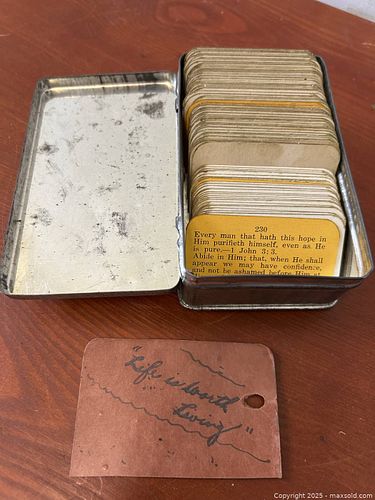 230
Every man that hath this hope in
Him purifieth himself, even as He
is pure.—1 John 3:3.
Abide in Him; that, when He shall
appear we may have confidence,
and not be ashamed before Him at
"Life is Worth
Living"
Copyright 2025 - maxsold.com